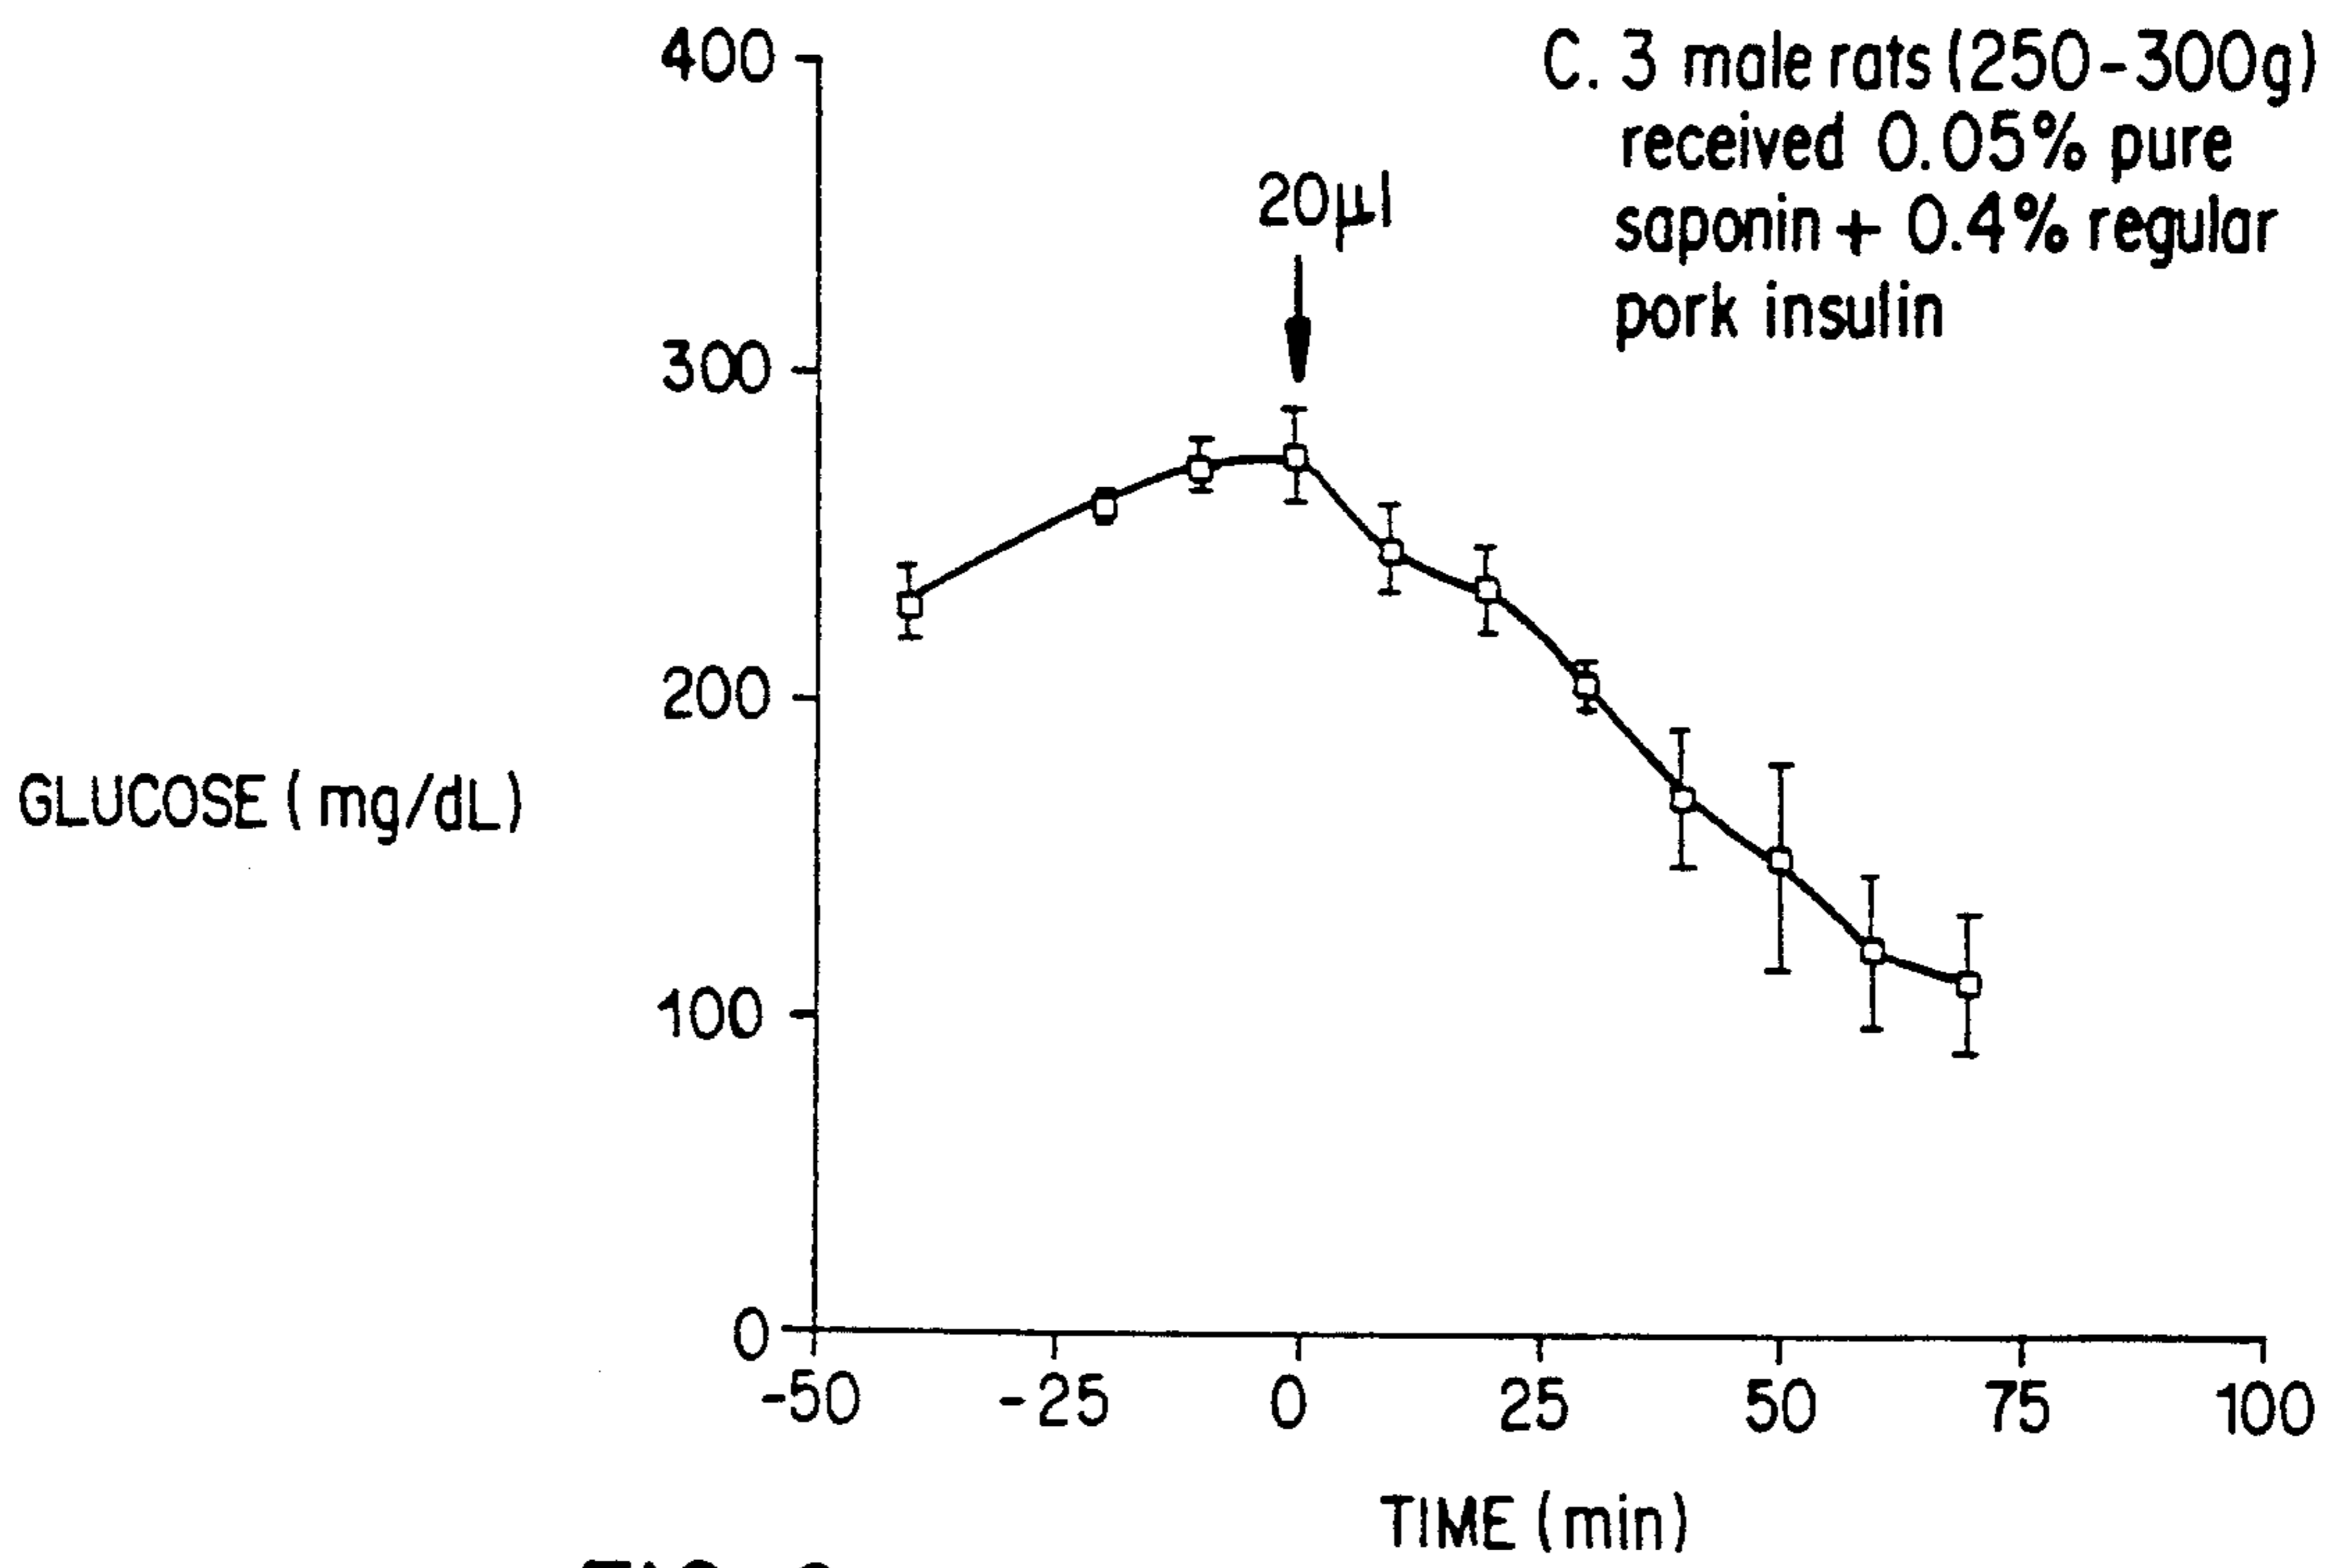 C. 3 male rats (250-300g)
received 0.05% pure
saponin + 0.4% regular
pork insulin
20µl
400
300
200
100
0
GLUCOSE (mg/dL)
-50 -25 0 25 50 75 100
TIME (min)